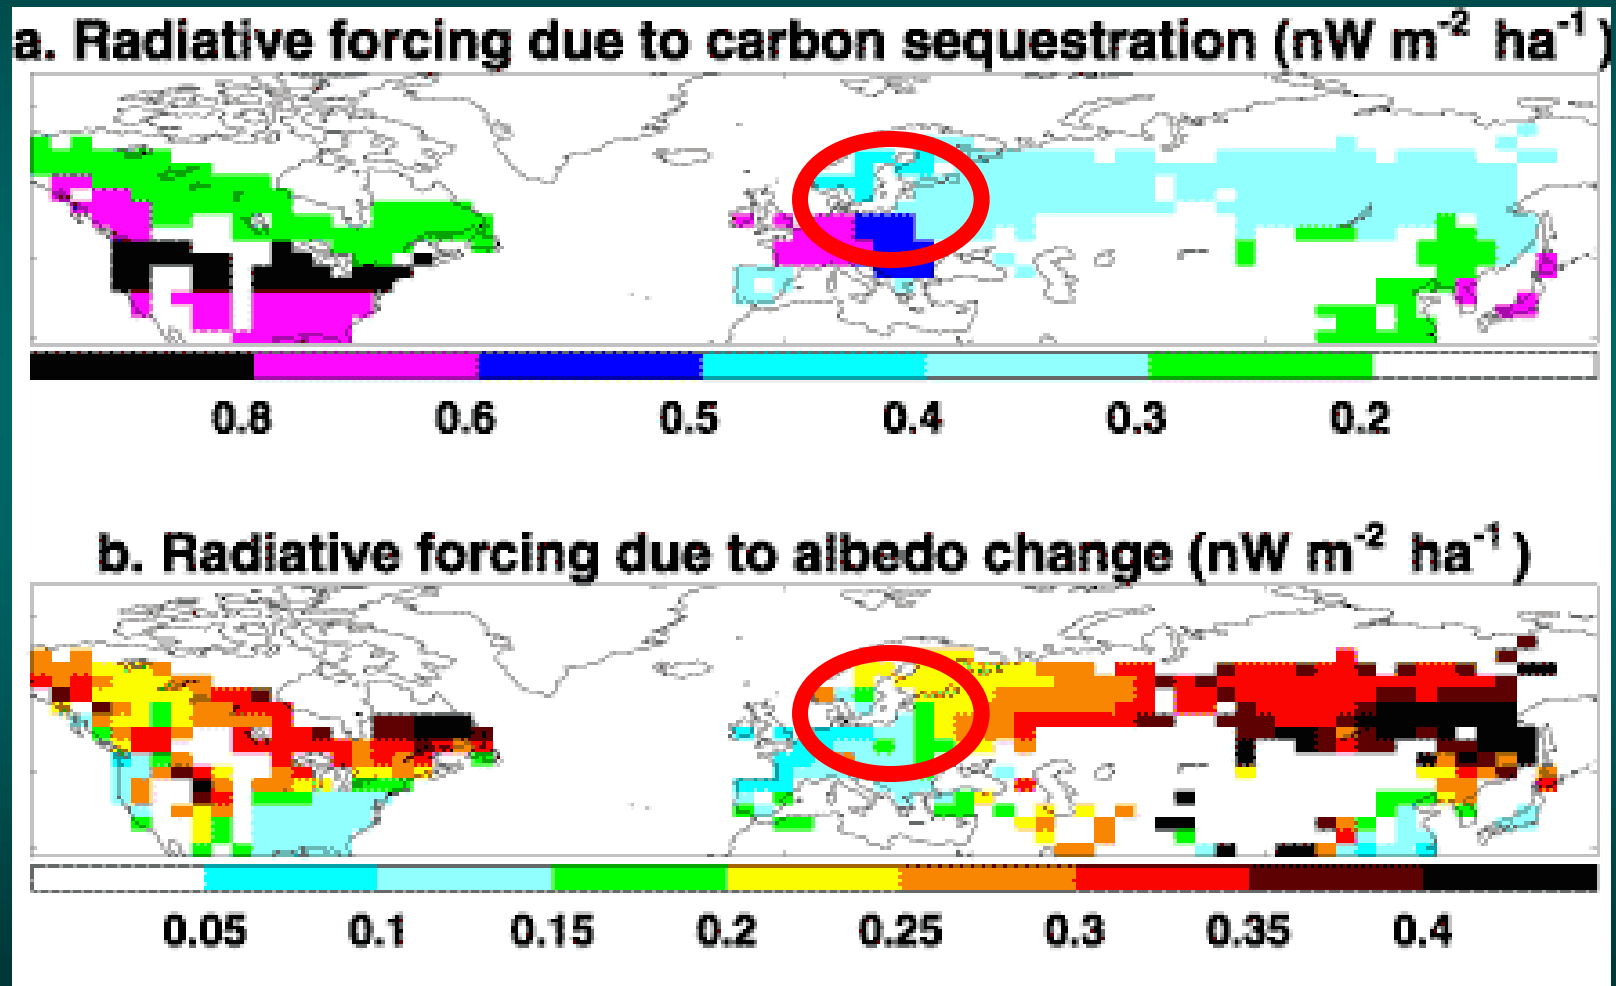 a. Radiative forcing due to carbon sequestration (nW m⁻² ha⁻¹)
0.8 0.6 0.5 0.4 0.3 0.2
b. Radiative forcing due to albedo change (nW m⁻² ha⁻¹)
0.05 0.1 0.15 0.2 0.25 0.3 0.35 0.4